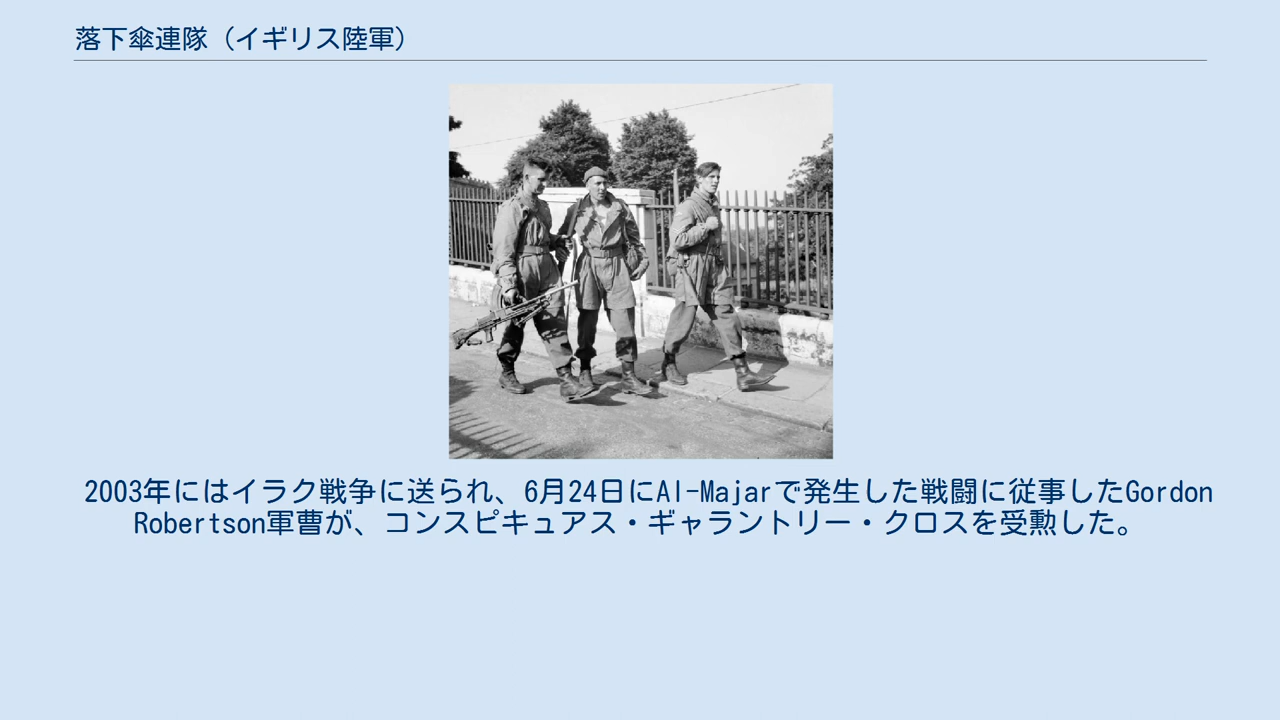 落下傘連隊（イギリス陸軍）
2003年にはイラク戦争に送られ、6月24日にAl-Majarで発生した戦闘に従事したGordon
Robertson軍曹が、コンスピキュアス・ギャラントリー・クロスを受勲した。